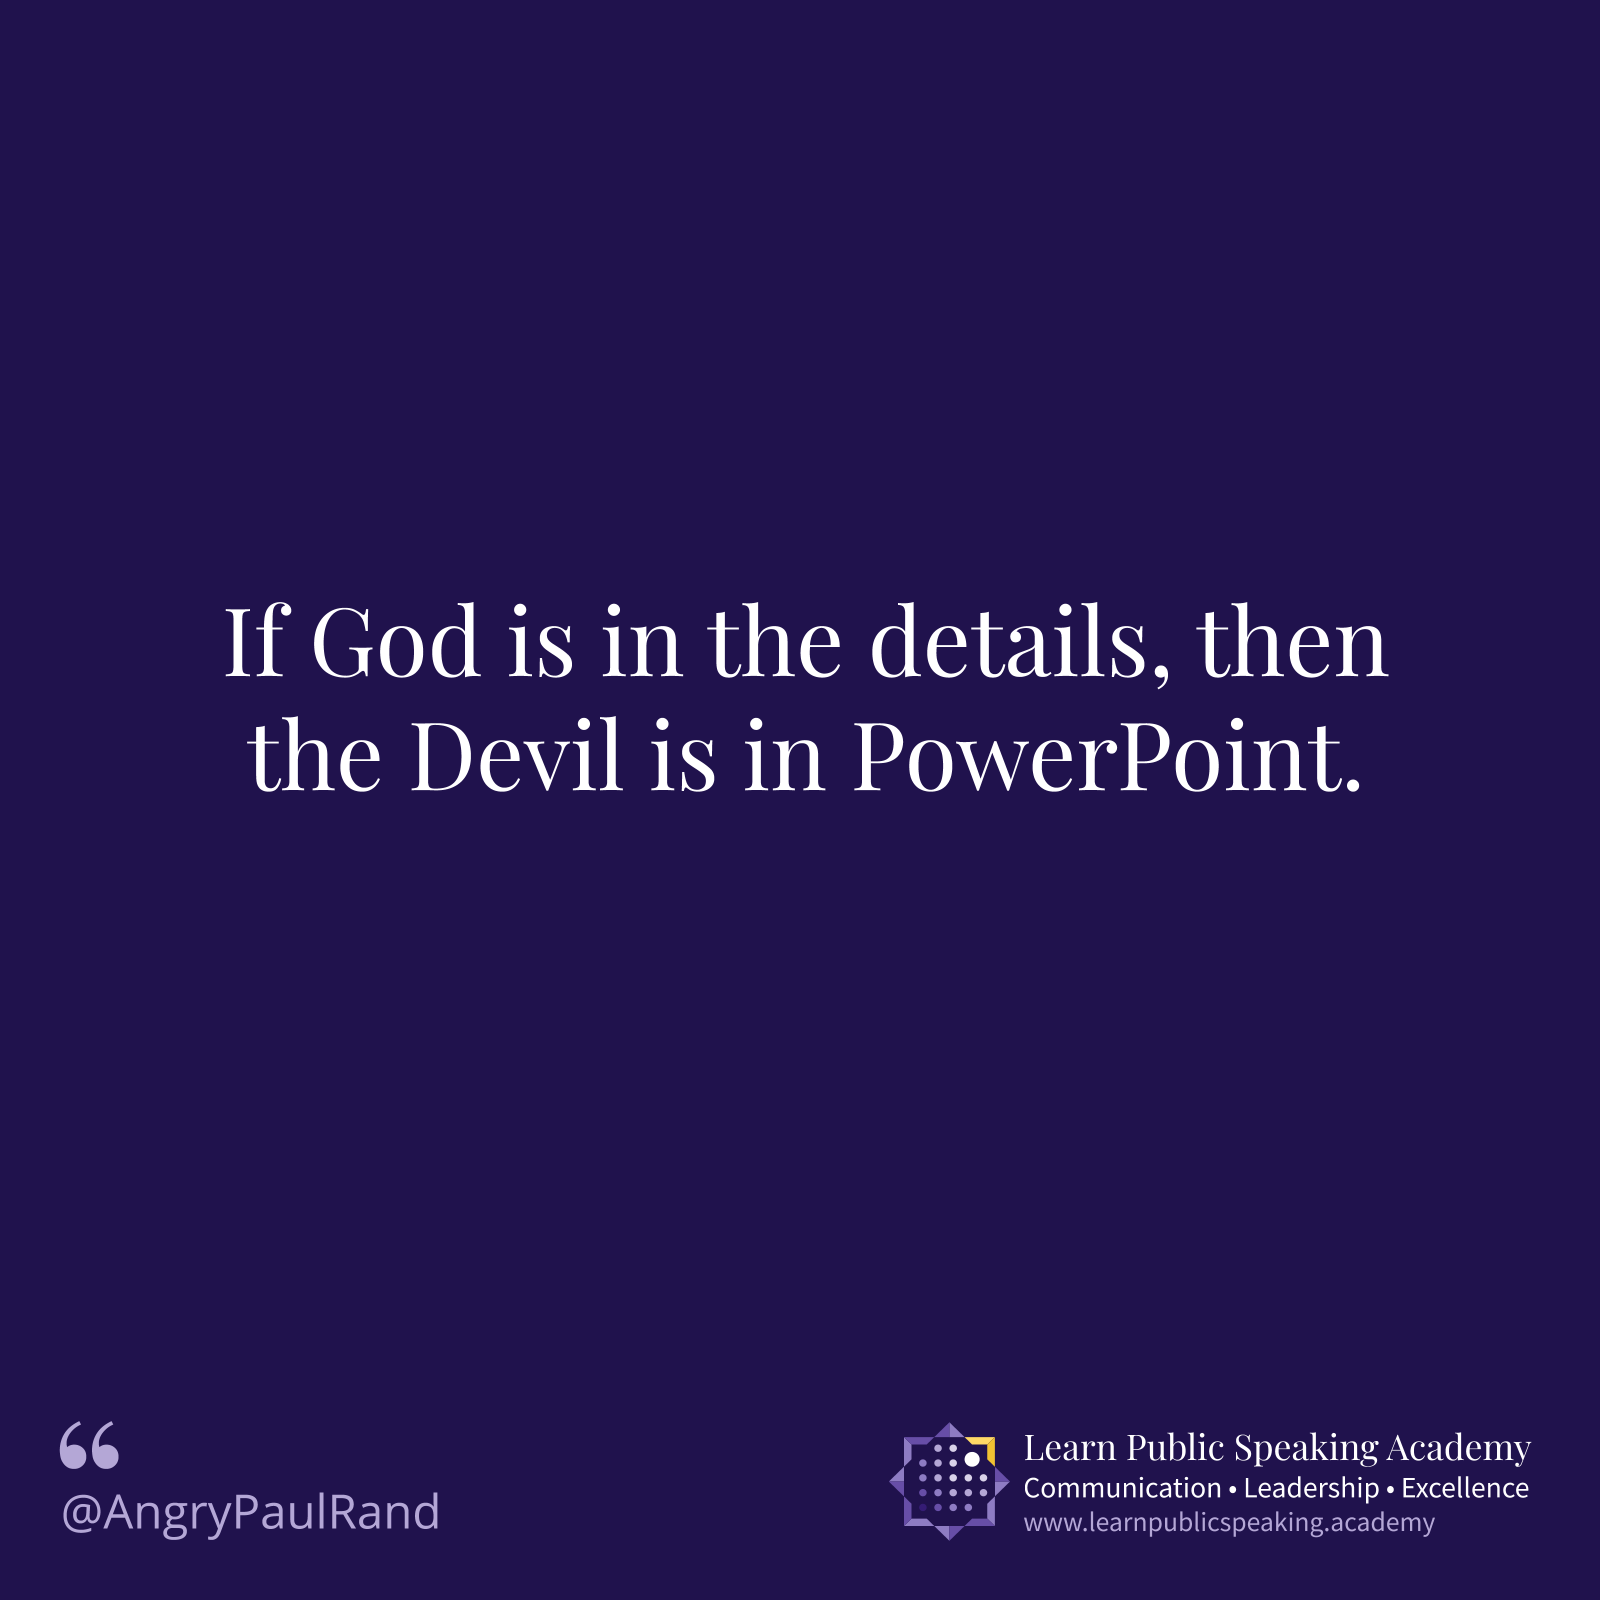 If God is in the details, then
the Devil is in PowerPoint.
“
@AngryPaulRand
Learn Public Speaking Academy
Communication • Leadership • Excellence
www.learnpublicspeaking.academy